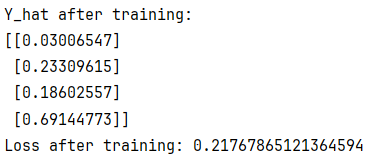 Y_hat after training:
[[0.03006547]
 [0.23309615]
 [0.18602557]
 [0.69144773]]
Loss after training: 0.21767865121364594